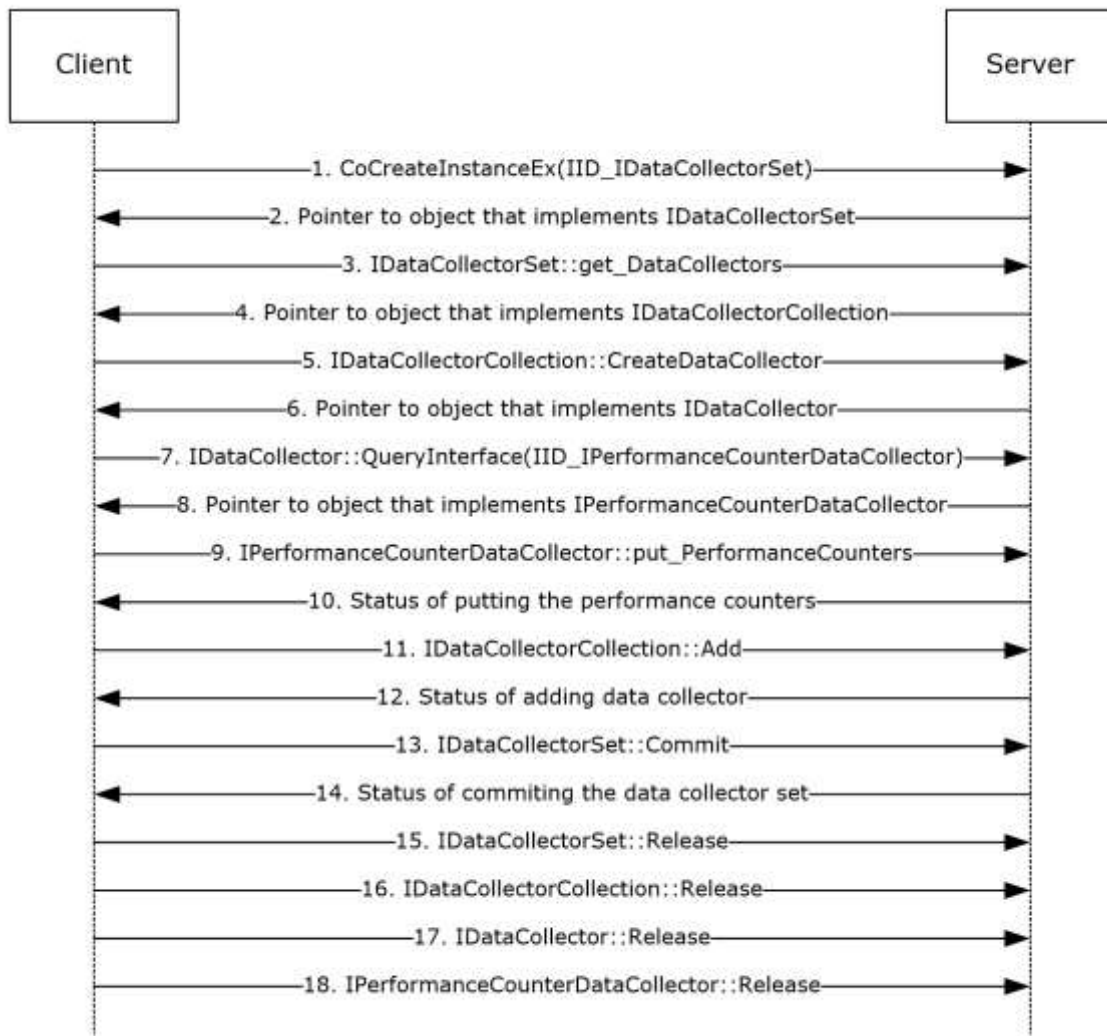 Client
Server
1. CoCreateInstanceEx(IID_IDataCollectorSet)
2. Pointer to object that implements IDataCollectorSet
3. IDataCollectorSet::get_DataCollectors
4. Pointer to object that implements IDataCollectorCollection
5. IDataCollectorCollection::CreateDataCollector
6. Pointer to object that implements IDataCollector
7. IDataCollector::QueryInterface(IID_IPerformanceCounterDataCollector)
8. Pointer to object that implements IPerformanceCounterDataCollector
9. IPerformanceCounterDataCollector::put_PerformanceCounters
10. Status of putting the performance counters
11. IDataCollectorCollection::Add
12. Status of adding data collector
13. IDataCollectorSet::Commit
14. Status of commiting the data collector set
15. IDataCollectorSet::Release
16. IDataCollectorCollection::Release
17. IDataCollector::Release
18. IPerformanceCounterDataCollector::Release